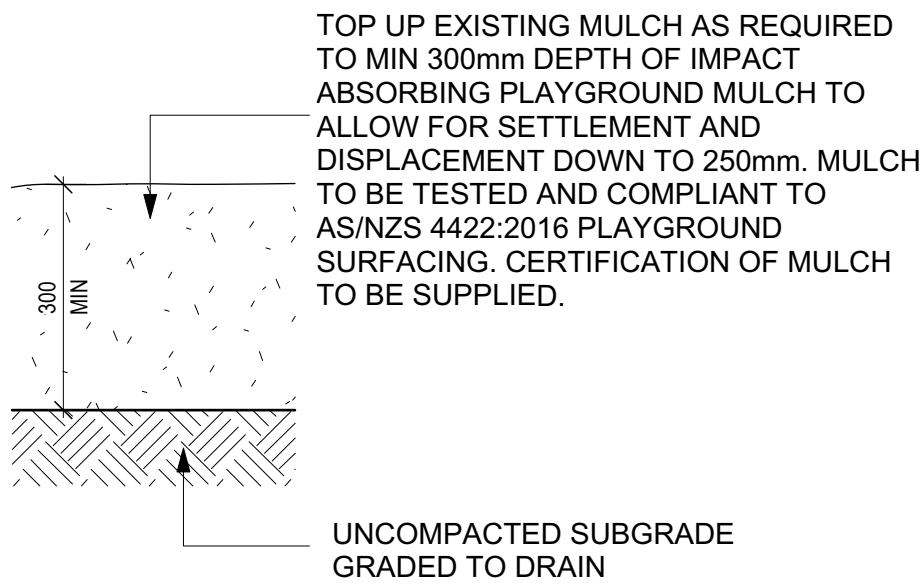 TOP UP EXISTING MULCH AS REQUIRED
TO MIN 300mm DEPTH OF IMPACT
ABSORBING PLAYGROUND MULCH TO
ALLOW FOR SETTLEMENT AND
DISPLACEMENT DOWN TO 250mm. MULCH
TO BE TESTED AND COMPLIANT TO
AS/NZS 4422:2016 PLAYGROUND
SURFACING. CERTIFICATION OF MULCH
TO BE SUPPLIED.
300
MIN
UNCOMPACTED SUBGRADE
GRADED TO DRAIN